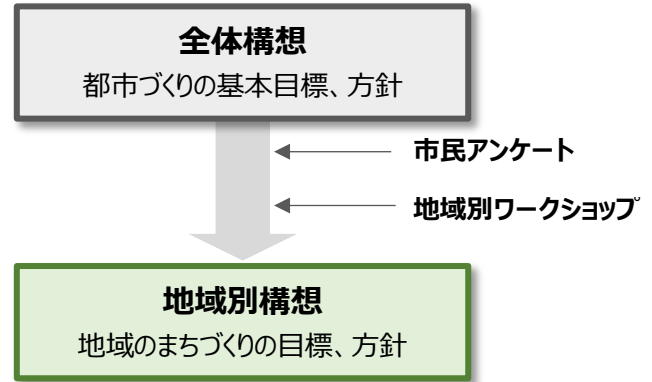 全体構想
都市づくりの基本目標、方針
市民アンケート
地域別ワークショップ
地域別構想
地域のまちづくりの目標、方針